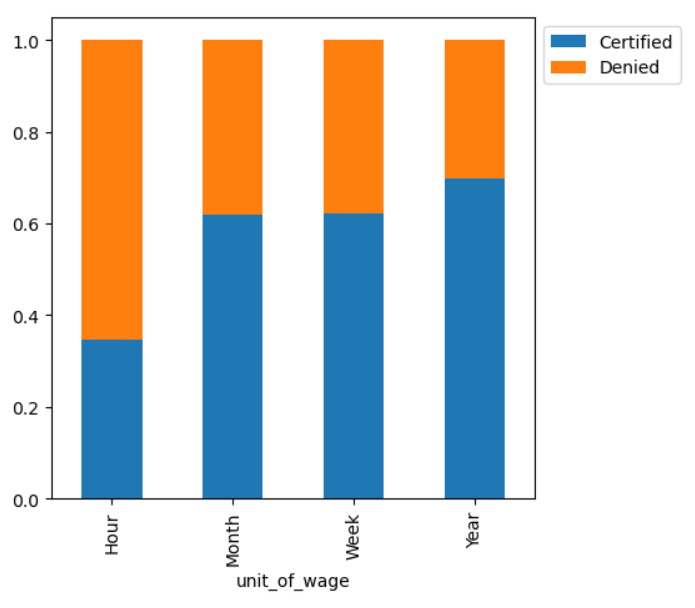 1.0
0.8
0.6
0.4
0.2
0.0
Hour
Month
Week
Year
unit_of_wage
Certified
Denied